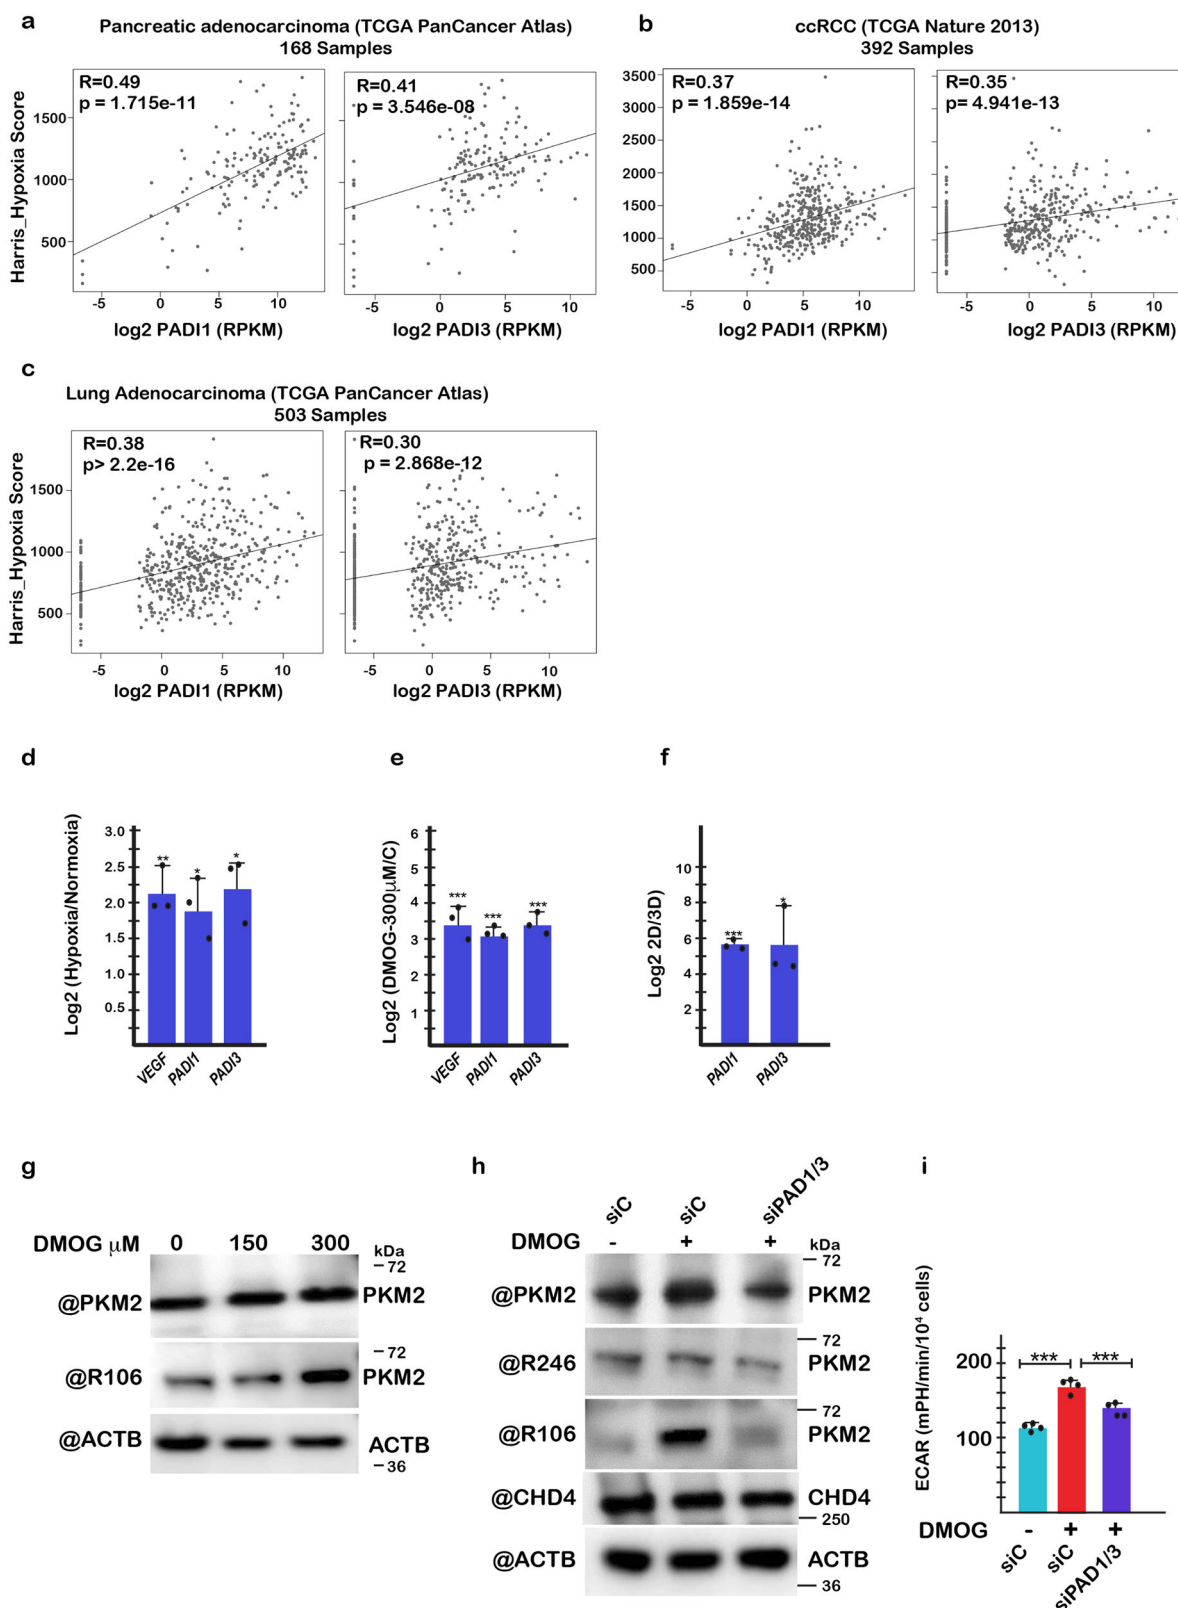 a
Pancreatic adenocarcinoma (TCGA PanCancer Atlas)
168 Samples
R=0.49
p = 1.715e-11
R=0.41
p = 3.546e-08
Harris_Hypoxia Score
1500
1000
500
-5 0 5 10
-5 0 5 10
log2 PADI1 (RPKM)
log2 PADI3 (RPKM)
b
ccRCC (TCGA Nature 2013)
392 Samples
R=0.37
p = 1.859e-14
R=0.35
p= 4.941e-13
3500
3000
2500
2000
1500
1000
500
-5 0 5 10
-5 0 5 10
log2 PADI1 (RPKM)
log2 PADI3 (RPKM)
c
Lung Adenocarcinoma (TCGA PanCancer Atlas)
503 Samples
R=0.38
p> 2.2e-16
R=0.30
p = 2.868e-12
Harris_Hypoxia Score
1500
1000
500
-5 0 5 10
-5 0 5 10
log2 PADI1 (RPKM)
log2 PADI3 (RPKM)
d
Log2 (Hypoxia/Normoxia)
3.0
2.5
2.0
1.5
1.0
0.5
** * *
VEGF PADI1 PADI3
e
Log2 (DMOG-300μM/C)
6
5
4
3
2
1
*** *** ***
VEGF PADI1 PADI3
f
Log2 2D/3D)
10
8
6
4
2
*** *
PADI1 PADI3
g
DMOG μM 0 150 300 kDa
72
@PKM2 PKM2
72
@R106 PKM2
@ACTB ACTB
36
h
siC siC siPAD1/3
DMOG - + + kDa
72
@PKM2 PKM2
72
@R246 PKM2
72
@R106 PKM2
@CHD4 CHD4
250
@ACTB ACTB
36
i
ECAR (mPH/min/10⁴ cells)
200
100
*** ***
DMOG - + +
siC siC siPAD1/3